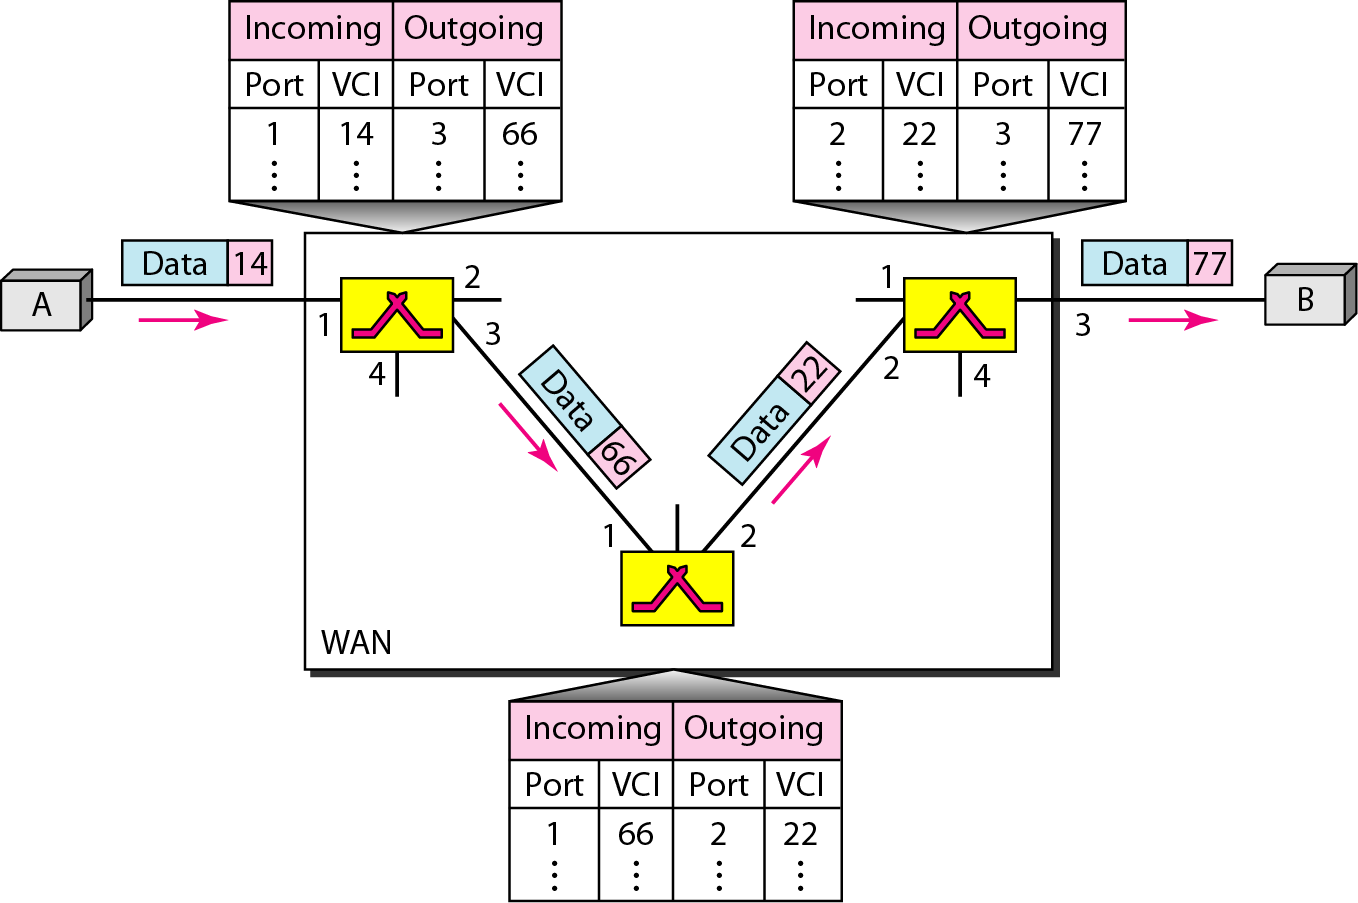 Incoming Outgoing
Port VCI Port VCI
1 14 3 66
Incoming Outgoing
Port VCI Port VCI
2 22 3 77
A
Data 14
1
2
3
4
Data 66
1
2
Data 22
1
2
3
4
Data 77
B
WAN
Incoming Outgoing
Port VCI Port VCI
1 66 2 22